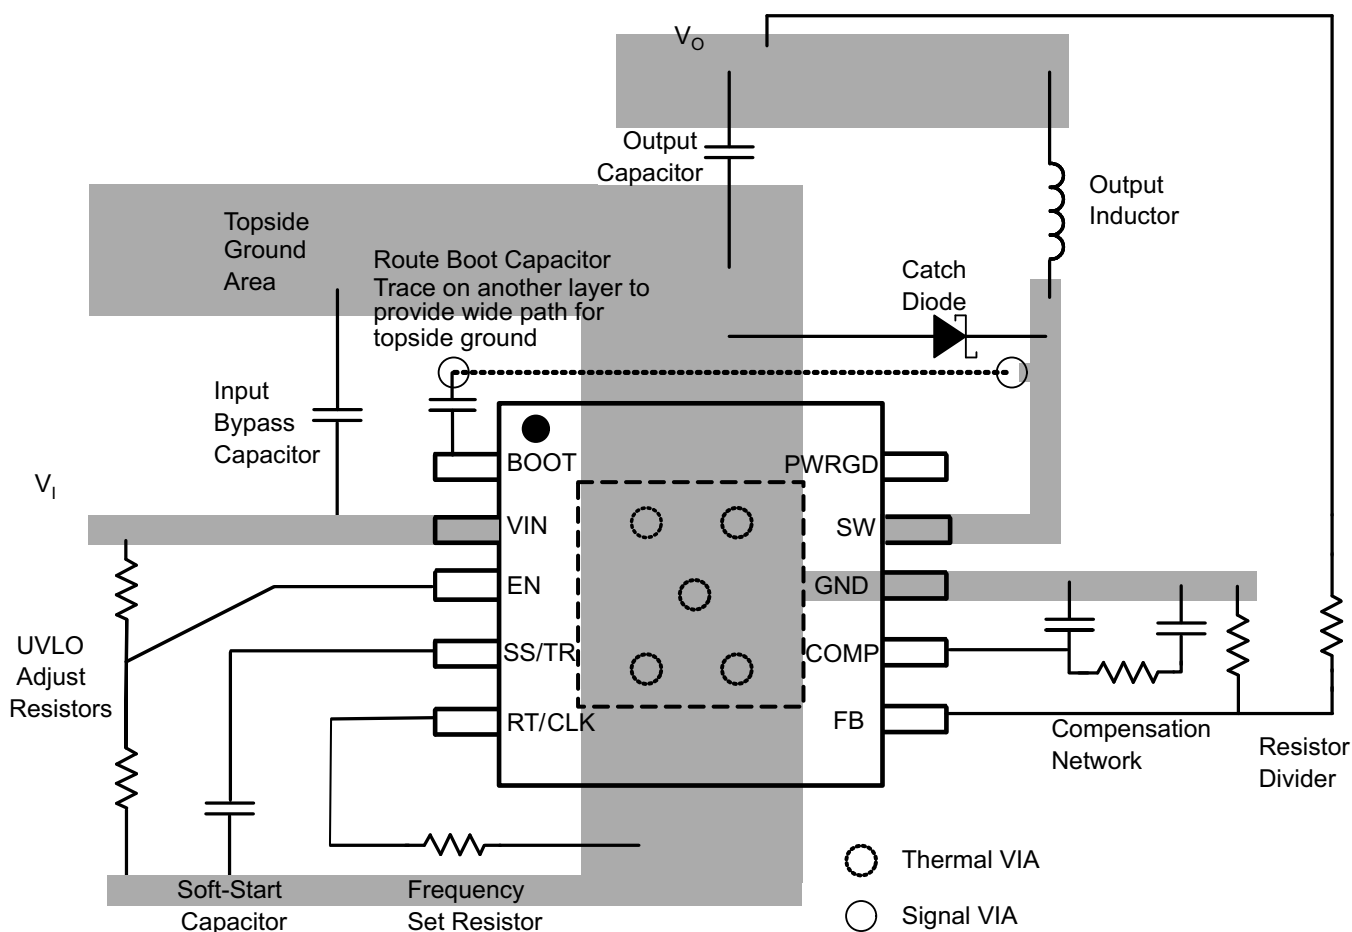 VO
Output
Capacitor
Output
Inductor
Topside
Ground
Area
Route Boot Capacitor
Trace on another layer to
provide wide path for
topside ground
Catch
Diode
Input
Bypass
Capacitor
VI
BOOT
VIN
EN
SS/TR
RT/CLK
PWRGD
SW
GND
COMP
FB
UVLO
Adjust
Resistors
Compensation
Network
Resistor
Divider
Soft-Start
Capacitor
Frequency
Set Resistor
Thermal VIA
Signal VIA